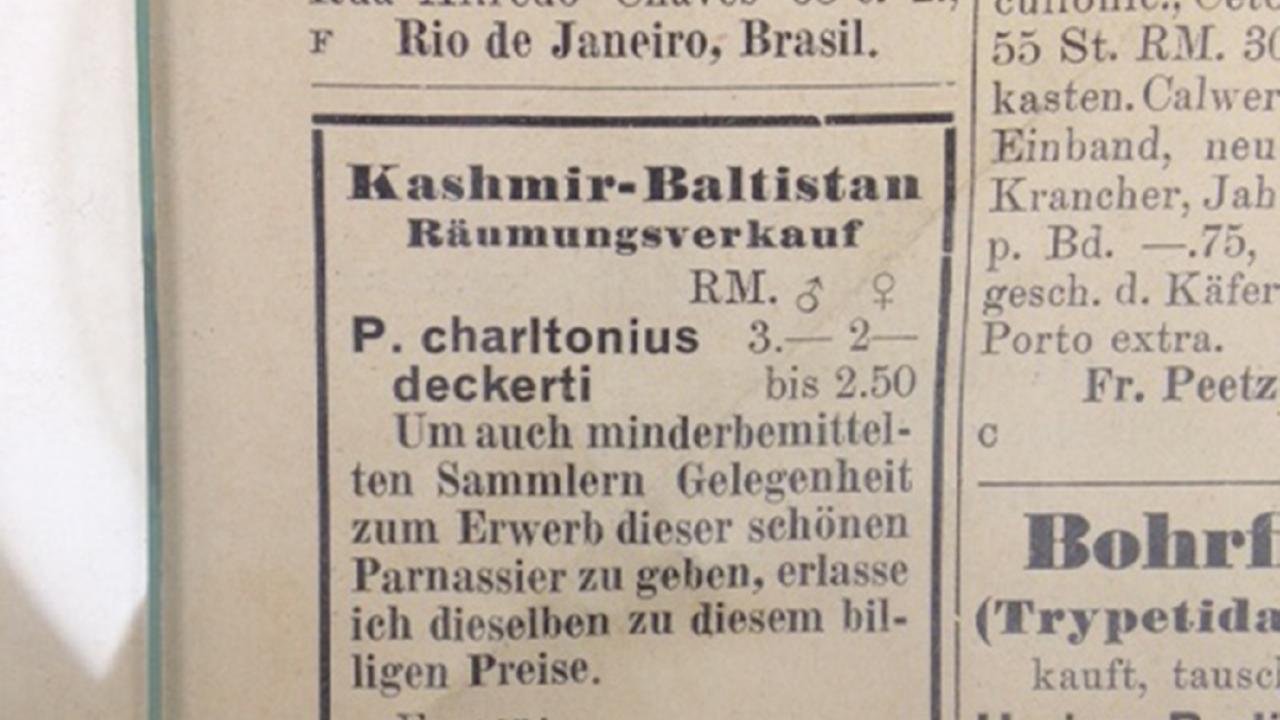 Rio de Janeiro, Brasil.
F
Kashmir-Baltistan
Räumungsverkauf
RM. ♂ ♀
P. charltonius 3.— 2—
deckerti bis 2.50
Um auch minderbemittel-
ten Sammlern Gelegenheit
zum Erwerb dieser schönen
Parnassier zu geben, erlasse
ich dieselben zu diesem bil-
ligen Preise.
55 St. RM.
kasten. Calwer
Einband, neu
Krancher, Jah
p. Bd. —.75,
gesch. d. Käfer
Porto extra.
Fr. Peetz
c
Bohrf
(Trypetida
kauft, tausch